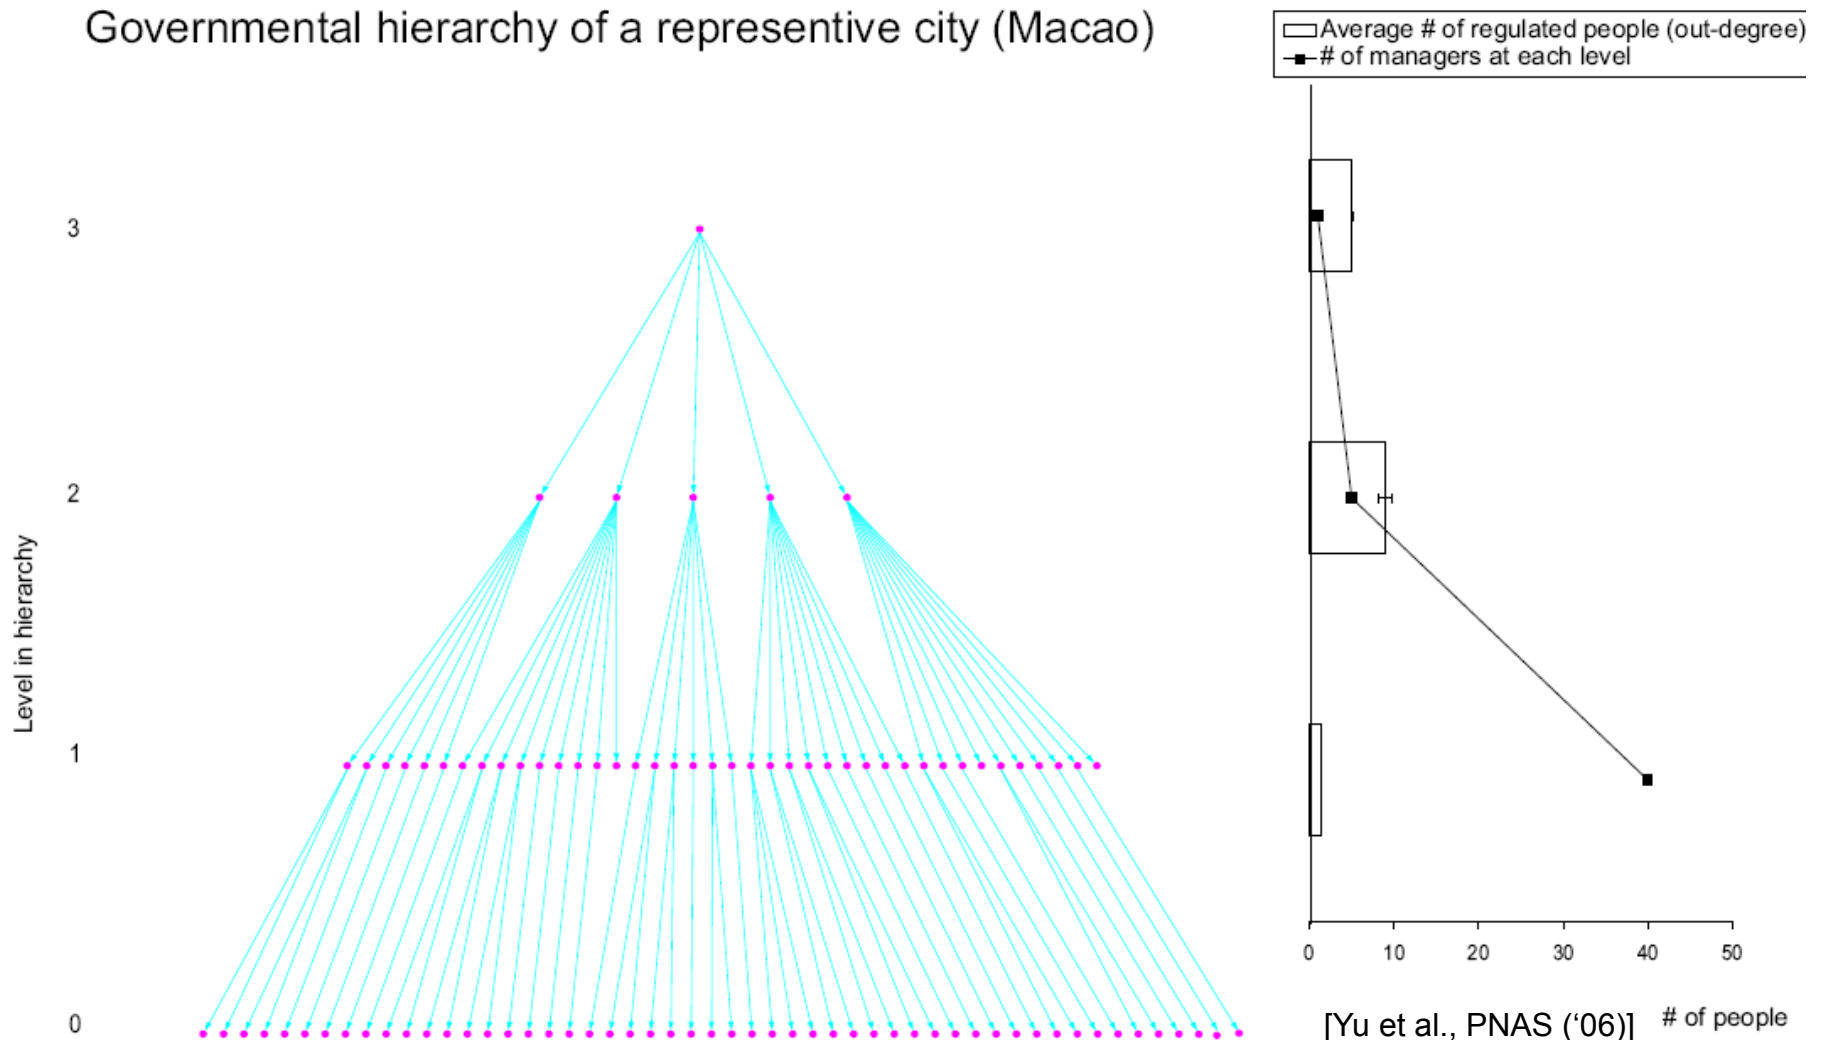 Governmental hierarchy of a representive city (Macao)
Average # of regulated people (out-degree)
# of managers at each level
Level in hierarchy
3
2
1
0
0 10 20 30 40 50
# of people
[Yu et al., PNAS (‘06)]